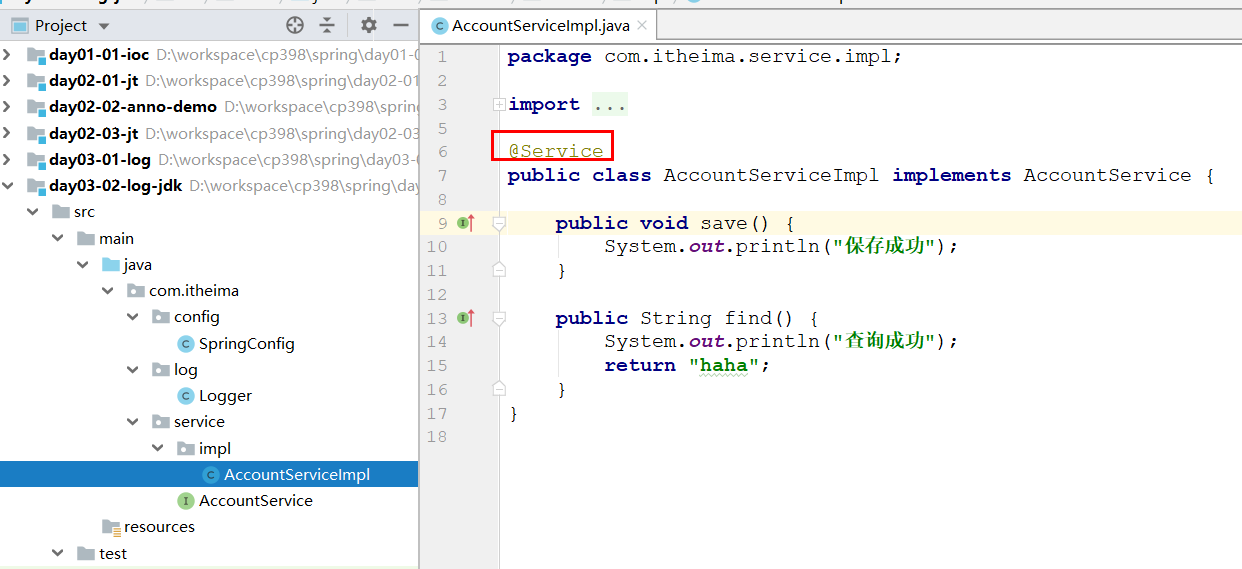 Project
day01-01-ioc D:\workspace\cp398\spring\day01-0
day02-01-jt D:\workspace\cp398\spring\day02-01
day02-02-anno-demo D:\workspace\cp398\spring
day02-03-jt D:\workspace\cp398\spring\day02-03
day03-01-log D:\workspace\cp398\spring\day03-0
day03-02-log-jdk D:\workspace\cp398\spring\day
src
main
java
com.itheima
config
SpringConfig
log
Logger
service
impl
AccountServiceImpl
AccountService
resources
test
AccountServiceImpl.java
1 package com.itheima.service.impl;
2
3 import ...
5
6 @Service
7 public class AccountServiceImpl implements AccountService {
8
9 public void save() {
10 System.out.println("保存成功");
11 }
12
13 public String find() {
14 System.out.println("查询成功");
15 return "haha";
16 }
17 }
18